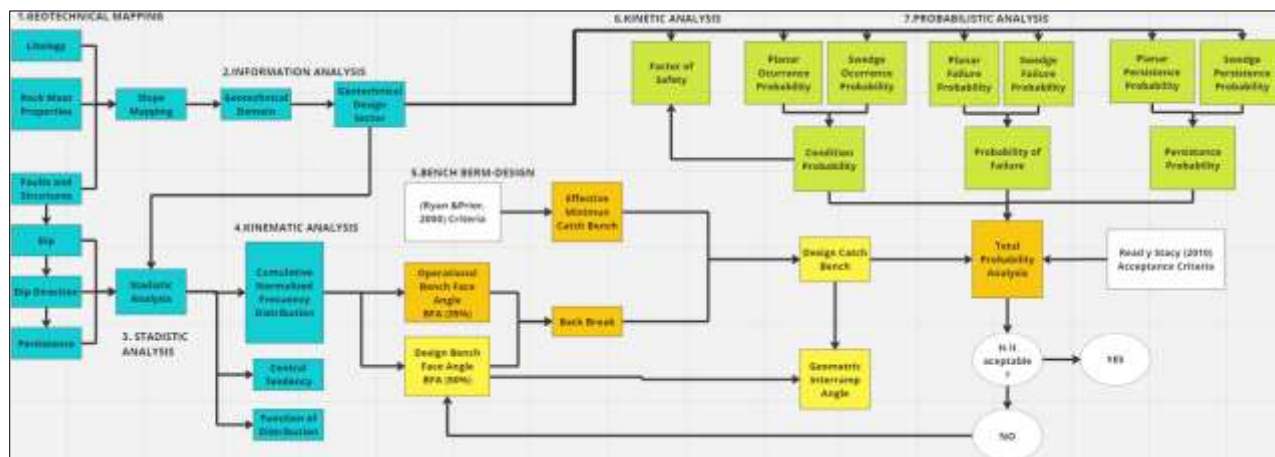 1.GEOTECHNICAL MAPPING
Litology
Rock Mass
Properties
Faults and
Structures
Dip
Dip Direction
Persistence
Slope
Mapping
2.INFORMATION ANALYSIS
Geotechnical
Domain
Geotechnical
Design
Sector
Stadistic
Analysis
3. STADISTIC
ANALYSIS
4.KINEMATIC ANALYSIS
Cumulative
Normalized
Frequency
Distribution
Central
Tendency
Function of
Distribution
5.BENCH BERM-DESIGN
(Ryan &Prior,
2000) Criteria
Effective
Minimun
Catch Bench
Operational
Bench Face
Angle
BFA
Design Bench
Face Angle
BFA (50%)
Back Break
Design Catch
Bench
Geometric
Interramp
Angle
6.KINETIC ANALYSIS
Factor of
Safety
Planar
Ocurrance
Probability
Swedge
Ocurrance
Probability
Condition
Probability
7.PROBABILISTIC ANALYSIS
Planar
Failure
Probability
Swedge
Failure
Probability
Probability of
Failure
Planar
Persistence
Probability
Swedge
Persistence
Probability
Persistence
Probability
Total
Probability
Analysis
Read y Stacy (2010)
Acceptance Criteria
Is it
aceptable
?
YES
NO